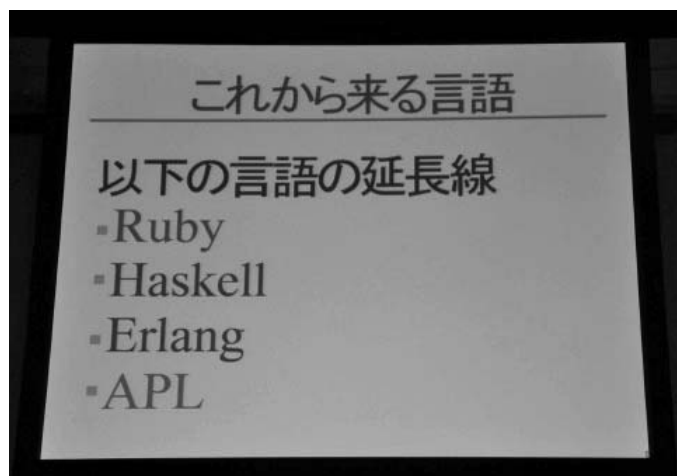 これから来る言語
以下の言語の延長線
▪Ruby
▪Haskell
▪Erlang
▪APL